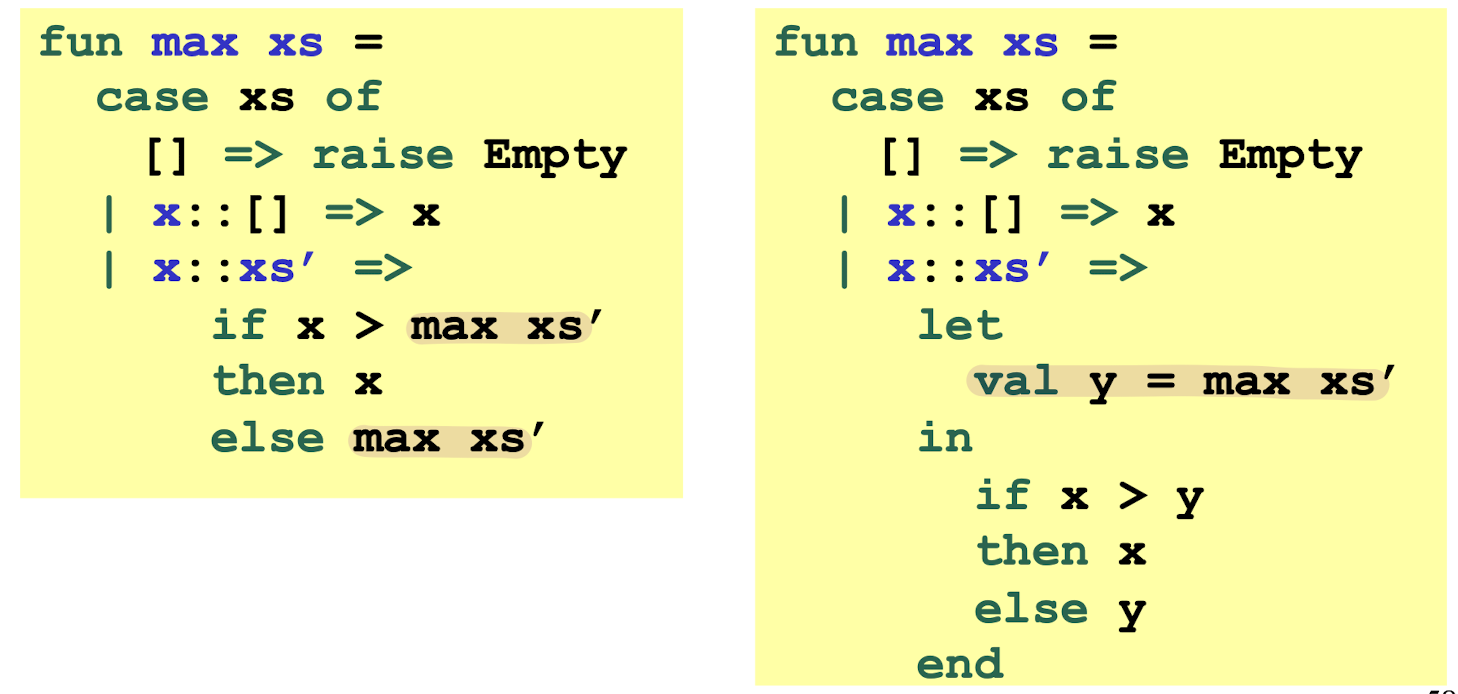 fun max xs =
case xs of
[] => raise Empty
| x::[] => x
| x::xs′ =>
if x > max xs′
then x
else max xs′
fun max xs =
case xs of
[] => raise Empty
| x::[] => x
| x::xs′ =>
let
val y = max xs′
in
if x > y
then x
else y
end